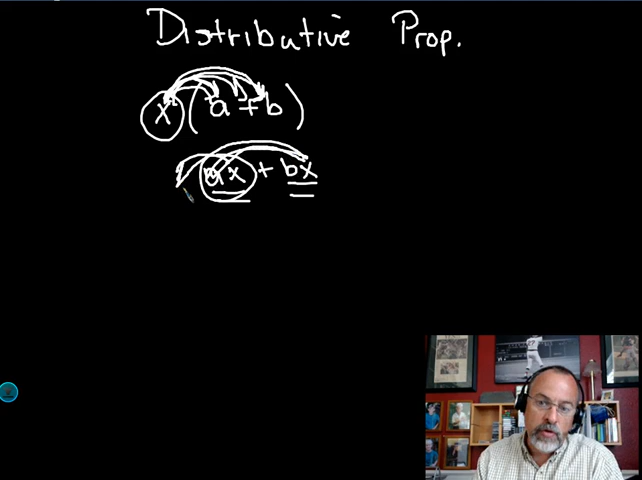 Distributive Prop.
x (a + b)
ax + bx